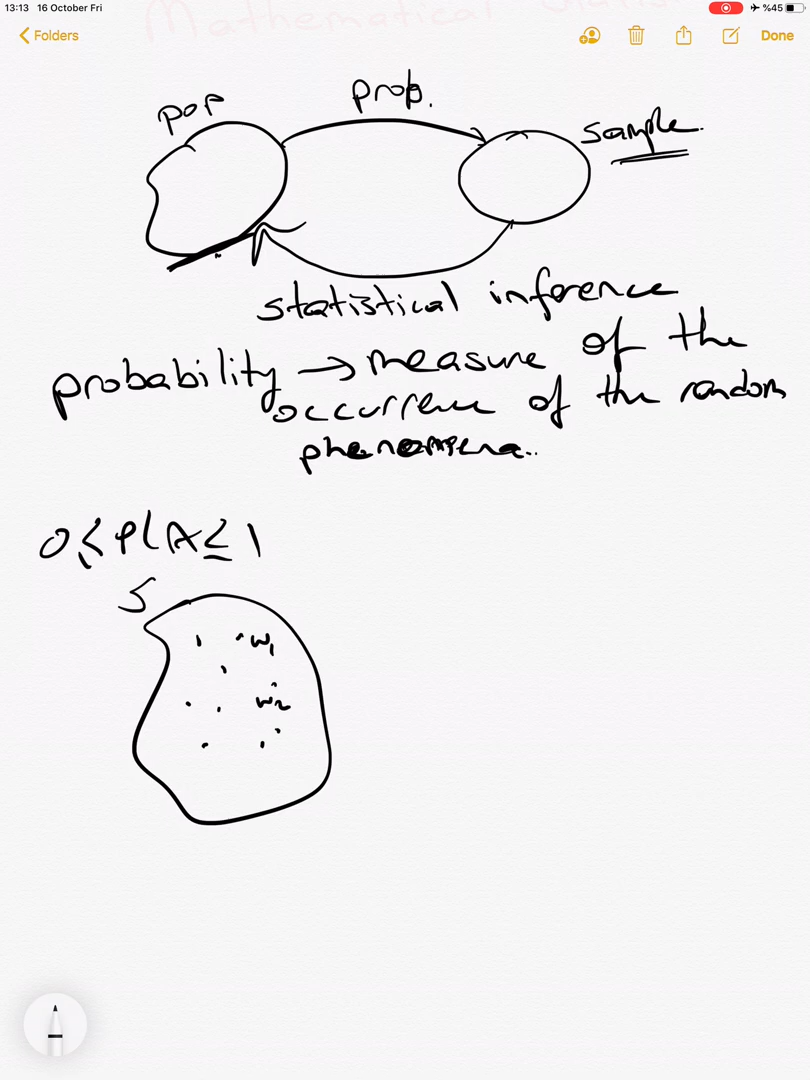 13:13 16 October Fri
%45
Mathematical
Folders
Done
pop
prob.
sample.
statistical inference
probability → measure of the
occurrence of the random
phenomena..
0 ≤ P(A ≤ 1
S
w1
w2